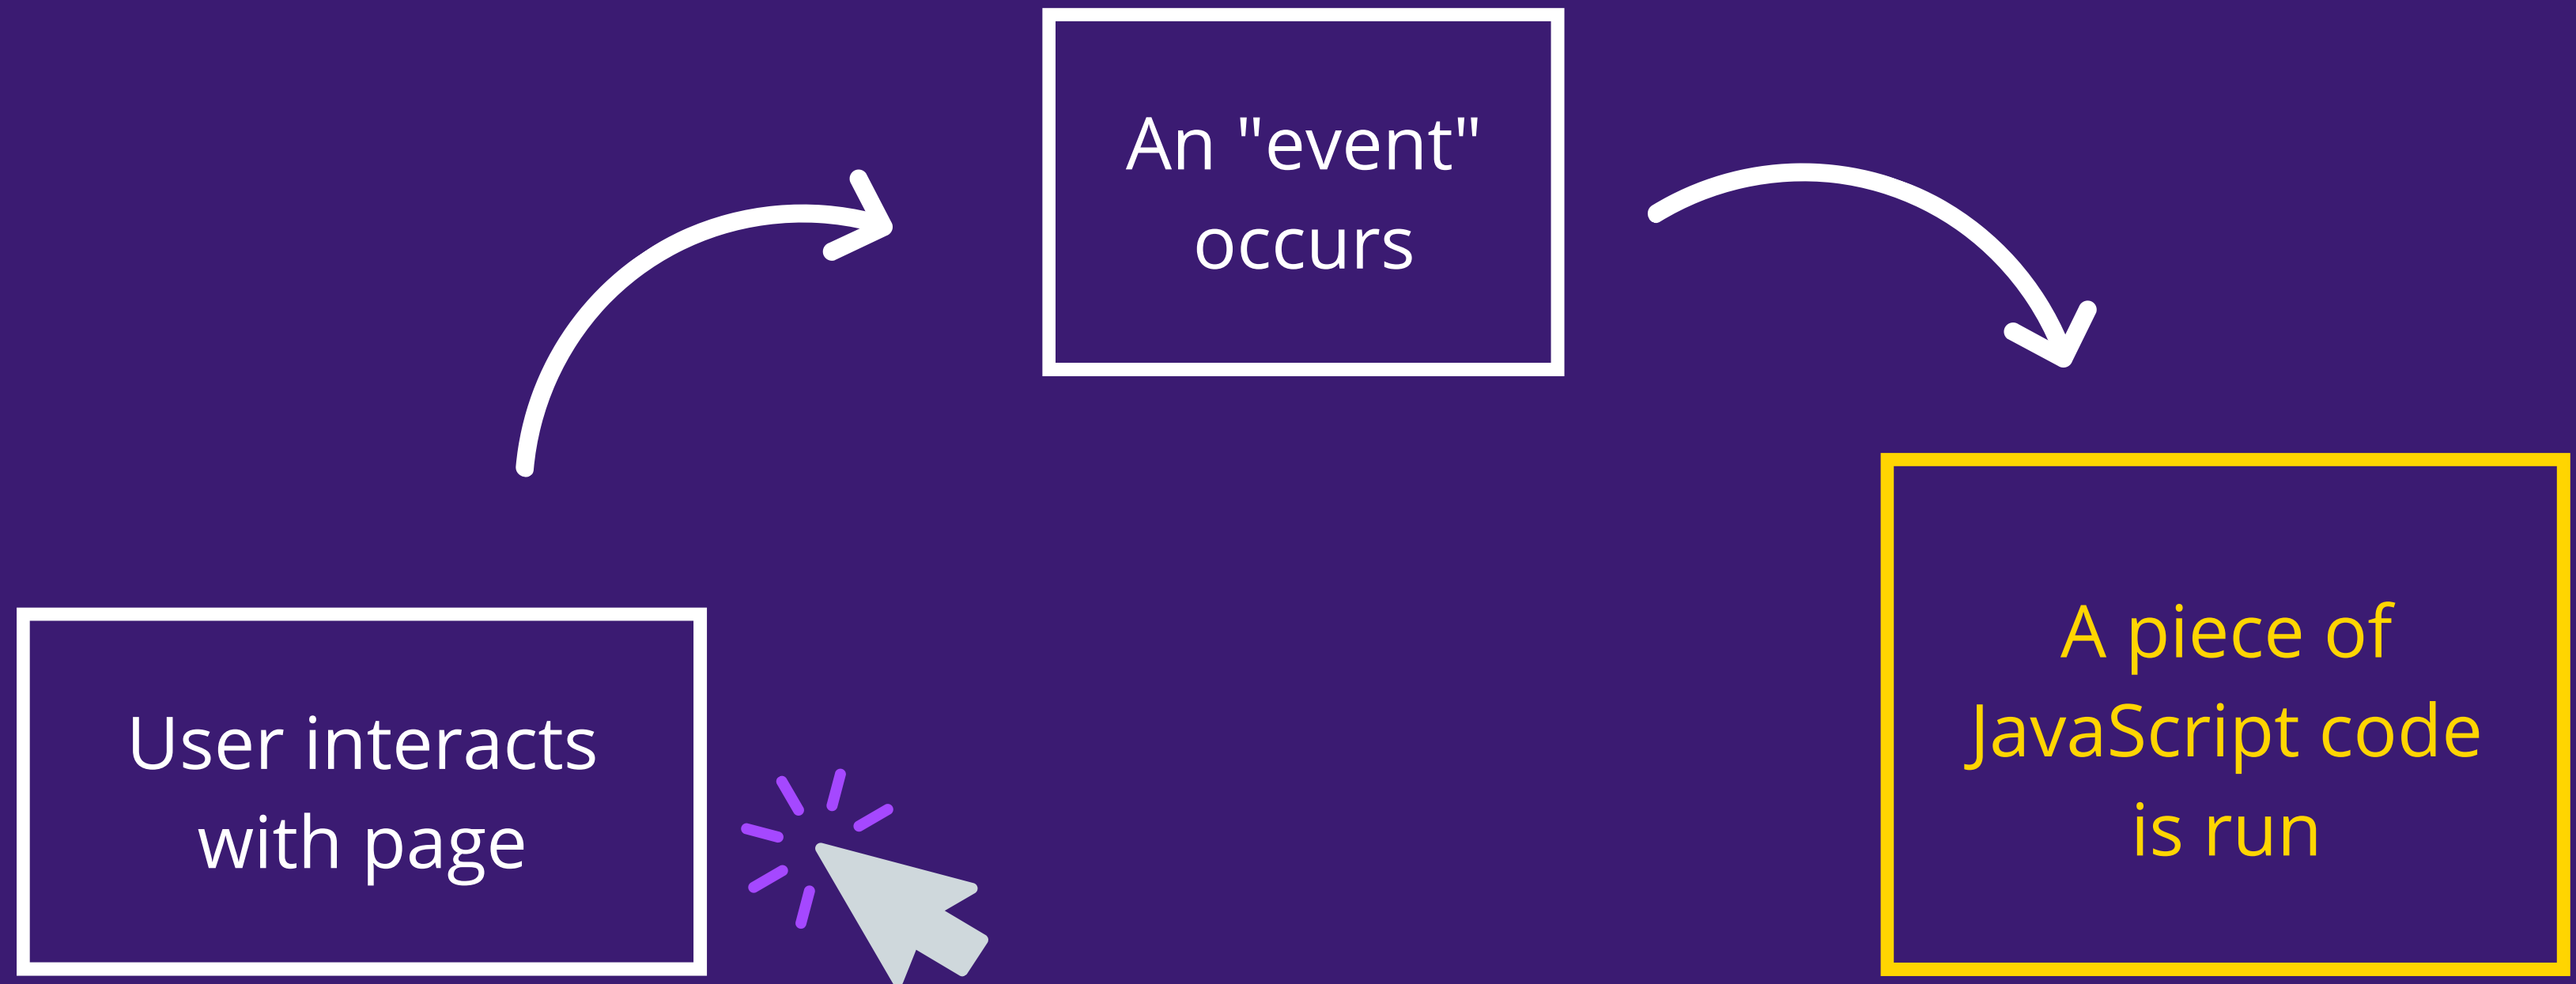 An "event"
occurs
User interacts
with page
A piece of
JavaScript code
is run